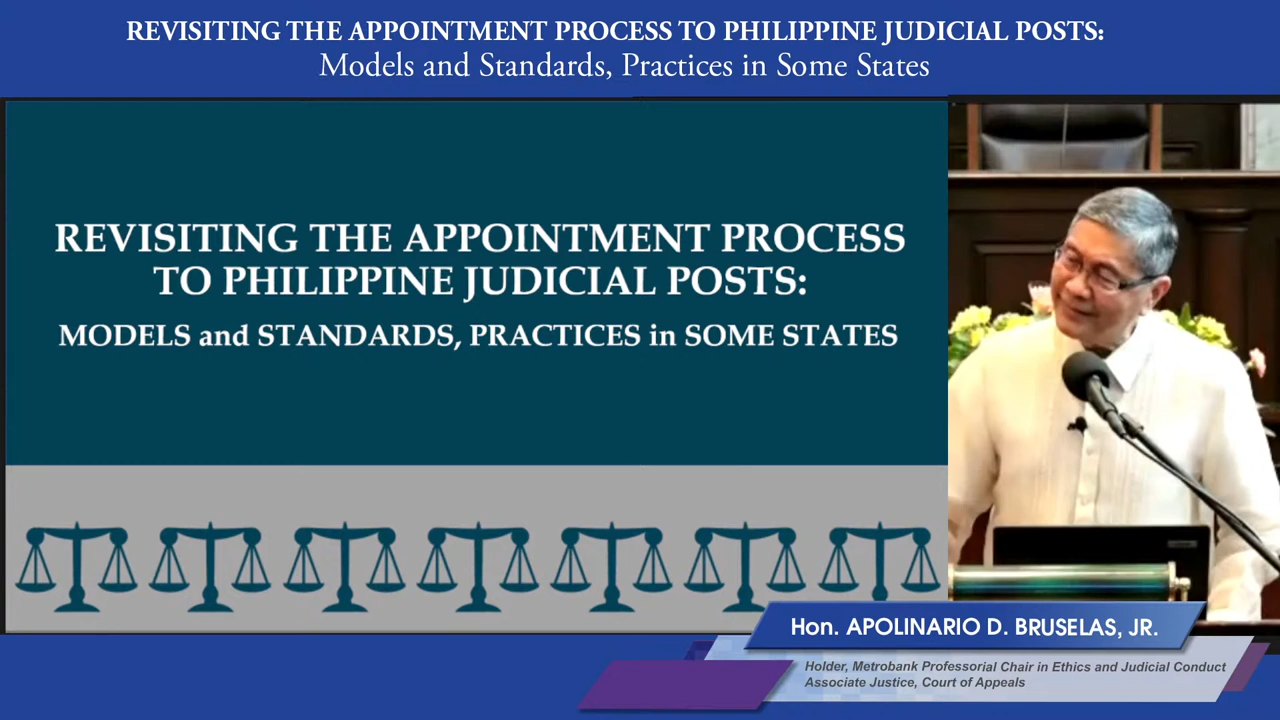 REVISITING THE APPOINTMENT PROCESS TO PHILIPPINE JUDICIAL POSTS:
Models and Standards, Practices in Some States
REVISITING THE APPOINTMENT PROCESS
TO PHILIPPINE JUDICIAL POSTS:
MODELS and STANDARDS, PRACTICES in SOME STATES
Hon. APOLINARIO D. BRUSELAS, JR.
Holder, Metrobank Professorial Chair in Ethics and Judicial Conduct
Associate Justice, Court of Appeals